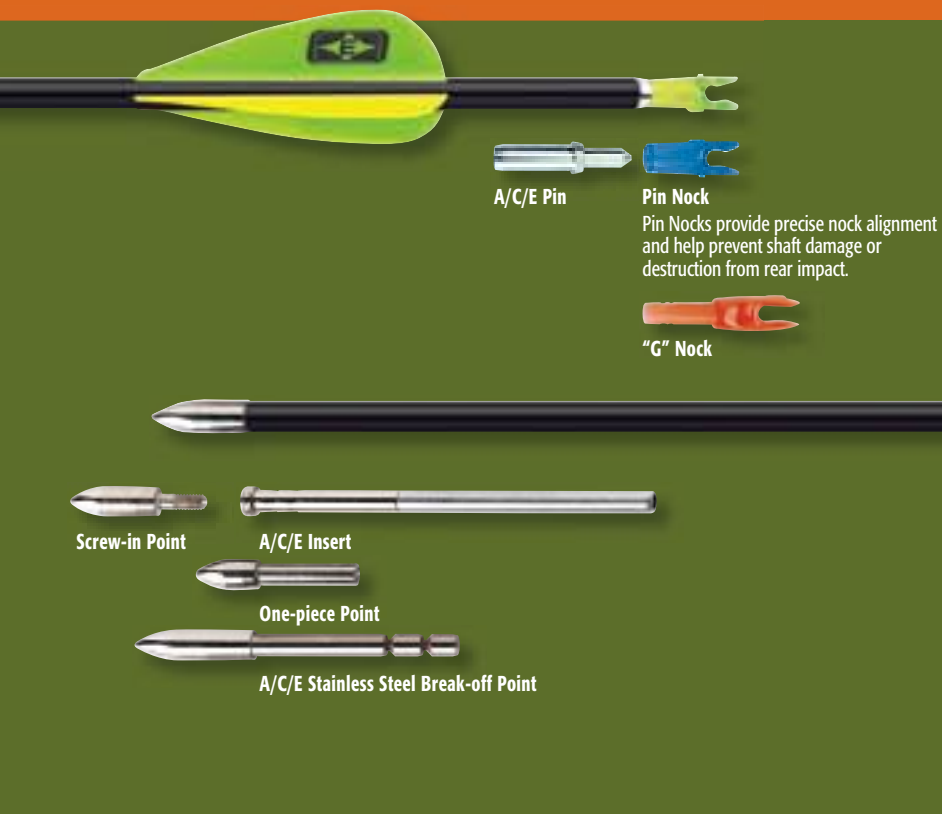 A/C/E Pin
Pin Nock
Pin Nocks provide precise nock alignment
and help prevent shaft damage or
destruction from rear impact.
“G” Nock
Screw-in Point
A/C/E Insert
One-piece Point
A/C/E Stainless Steel Break-off Point